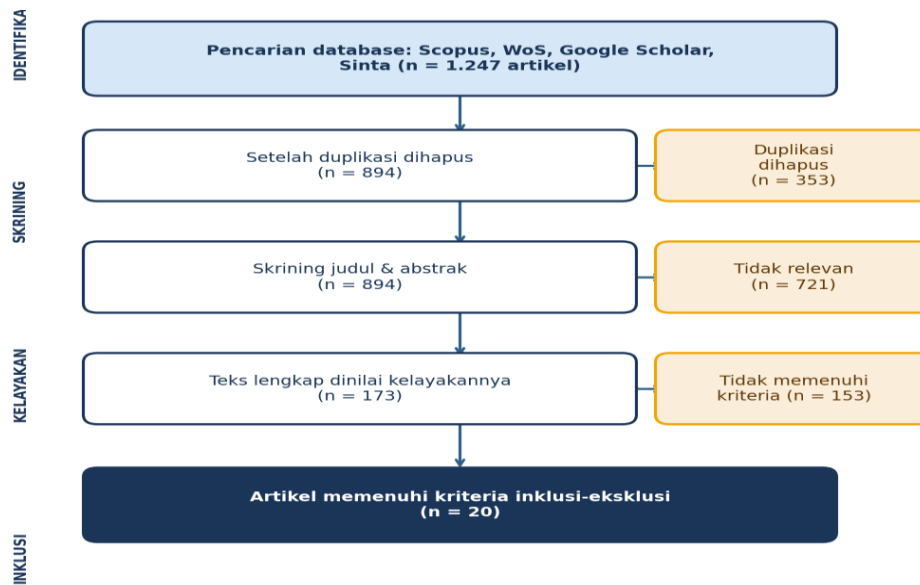 IDENTIFIKA
Pencarian database: Scopus, WoS, Google Scholar,
Sinta (n = 1.247 artikel)
SKRINING
Setelah duplikasi dihapus
(n = 894)
Duplikasi
dihapus
(n = 353)
Skrining judul & abstrak
(n = 894)
Tidak relevan
(n = 721)
KELAYAKAN
Teks lengkap dinilai kelayakannya
(n = 173)
Tidak memenuhi
kriteria (n = 153)
INKLUSI
Artikel memenuhi kriteria inklusi-eksklusi
(n = 20)